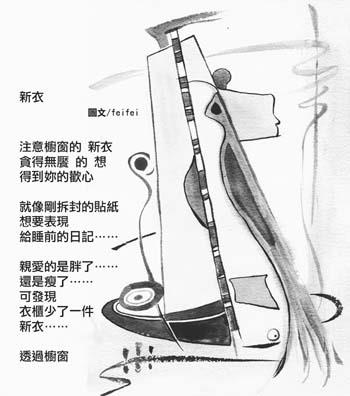 新衣
圖文/feifei
注意櫥窗的 新衣
貪得無厴 的 想
得到妳的歡心
就像剛拆封的貼紙
想要表現
給睡前的日記……
親愛的是胖了……
還是瘦了……
可發現
衣櫃少了一件
新衣……
透過櫥窗